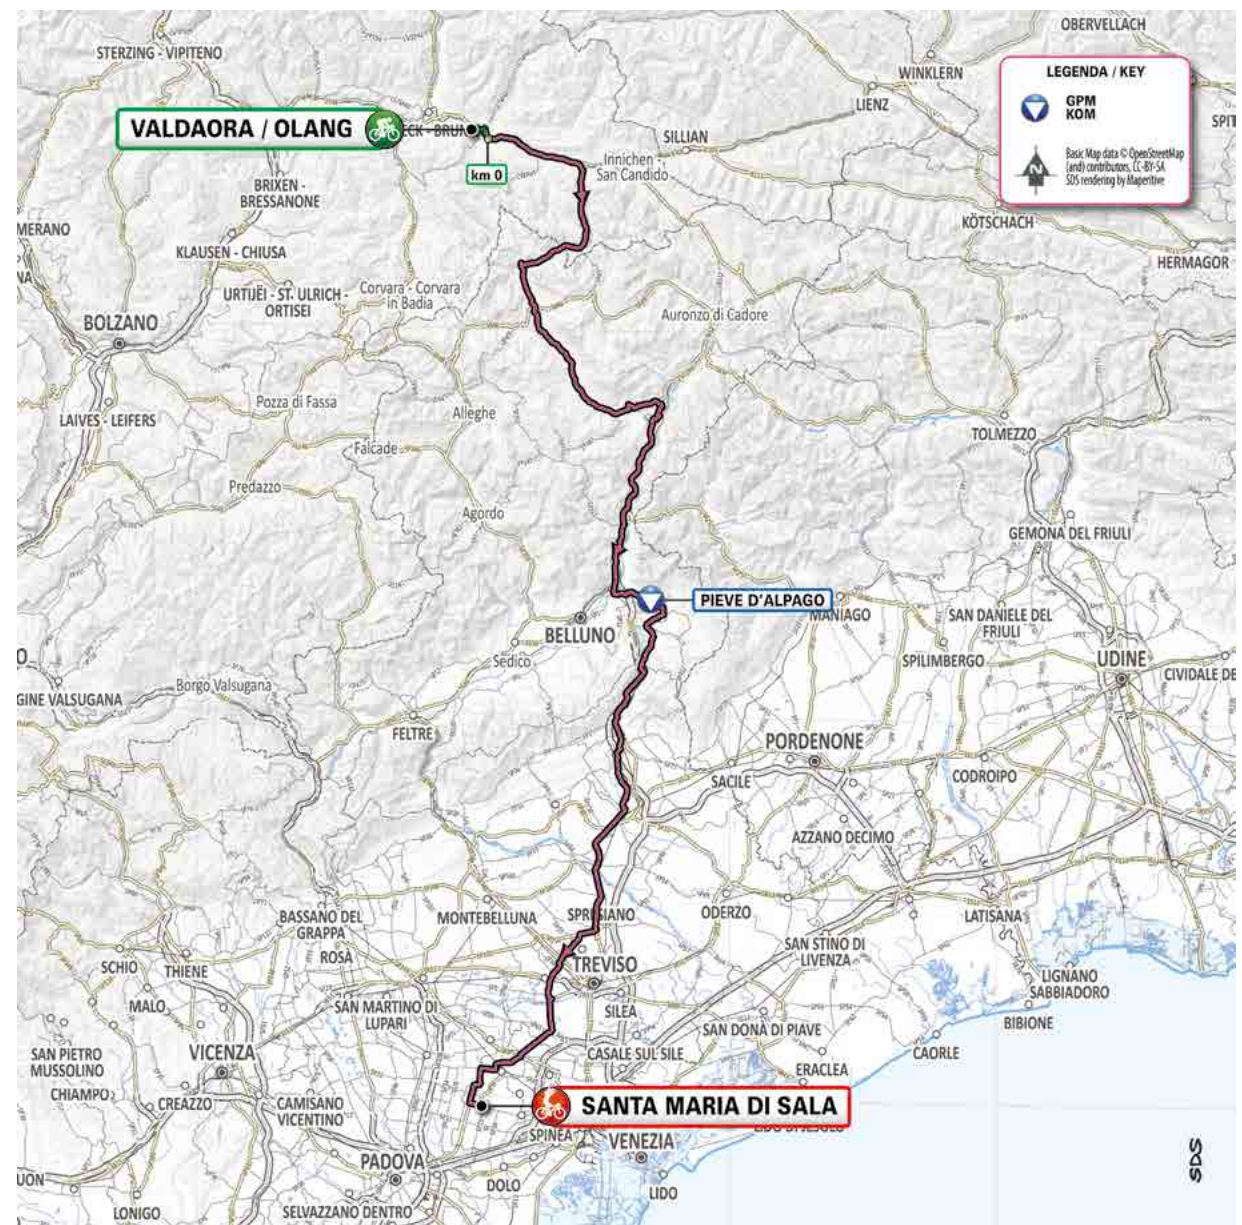 OBERVELLACH
STERZING - VIPITENO
WINKLERN
LEGENDA / KEY
GPM
KOM
LIENZ
VALDAORA / OLANG
SILLIAN
Basic Map data © OpenStreetMap
(and) contributors, CC-BY-SA
SDS rendering by Maperitive
N
km 0
Innichen -
San Candido
BRIXEN -
BRESSANONE
KÖTSCHACH
MERANO
KLAUSEN - CHIUSA
HERMAGOR
URTIJËI - ST. ULRICH -
ORTISEI
Corvara - Corvara
in Badia
BOLZANO
Auronzo di Cadore
Pozza di Fassa
LAIVES - LEIFERS
Alleghe
TOLMEZZO
Falcade
Predazzo
Agordo
GEMONA DEL FRIULI
PIEVE D'ALPAGO
MANIAGO
SAN DANIELE DEL
FRIULI
BELLUNO
Sedico
SPILIMBERGO
UDINE
CIVIDALE DE
GINE VALSUGANA
Borgo Valsugana
FELTRE
PORDENONE
SACILE
CODROIPO
AZZANO DECIMO
BASSANO DEL
GRAPPA
MONTEBELLUNA
SPRESIANO
ODERZO
LATISANA
ROSÀ
SAN STINO DI
LIVENZA
SCHIO
THIENE
TREVISO
LIGNANO
SABBIADORO
MALO
SAN MARTINO DI
LUPARI
SILEA
BIBIONE
SAN DONÀ DI PIAVE
SAN PIETRO
MUSSOLINO
VICENZA
CASALE SUL SILE
CAORLE
ERACLEA
CHIAMPO
CREAZZO
CAMISANO
VICENTINO
SANTA MARIA DI SALA
SPINEA
VENEZIA
PADOVA
DOLO
LIDO
LONIGO
SELVAZZANO DENTRO
SDS